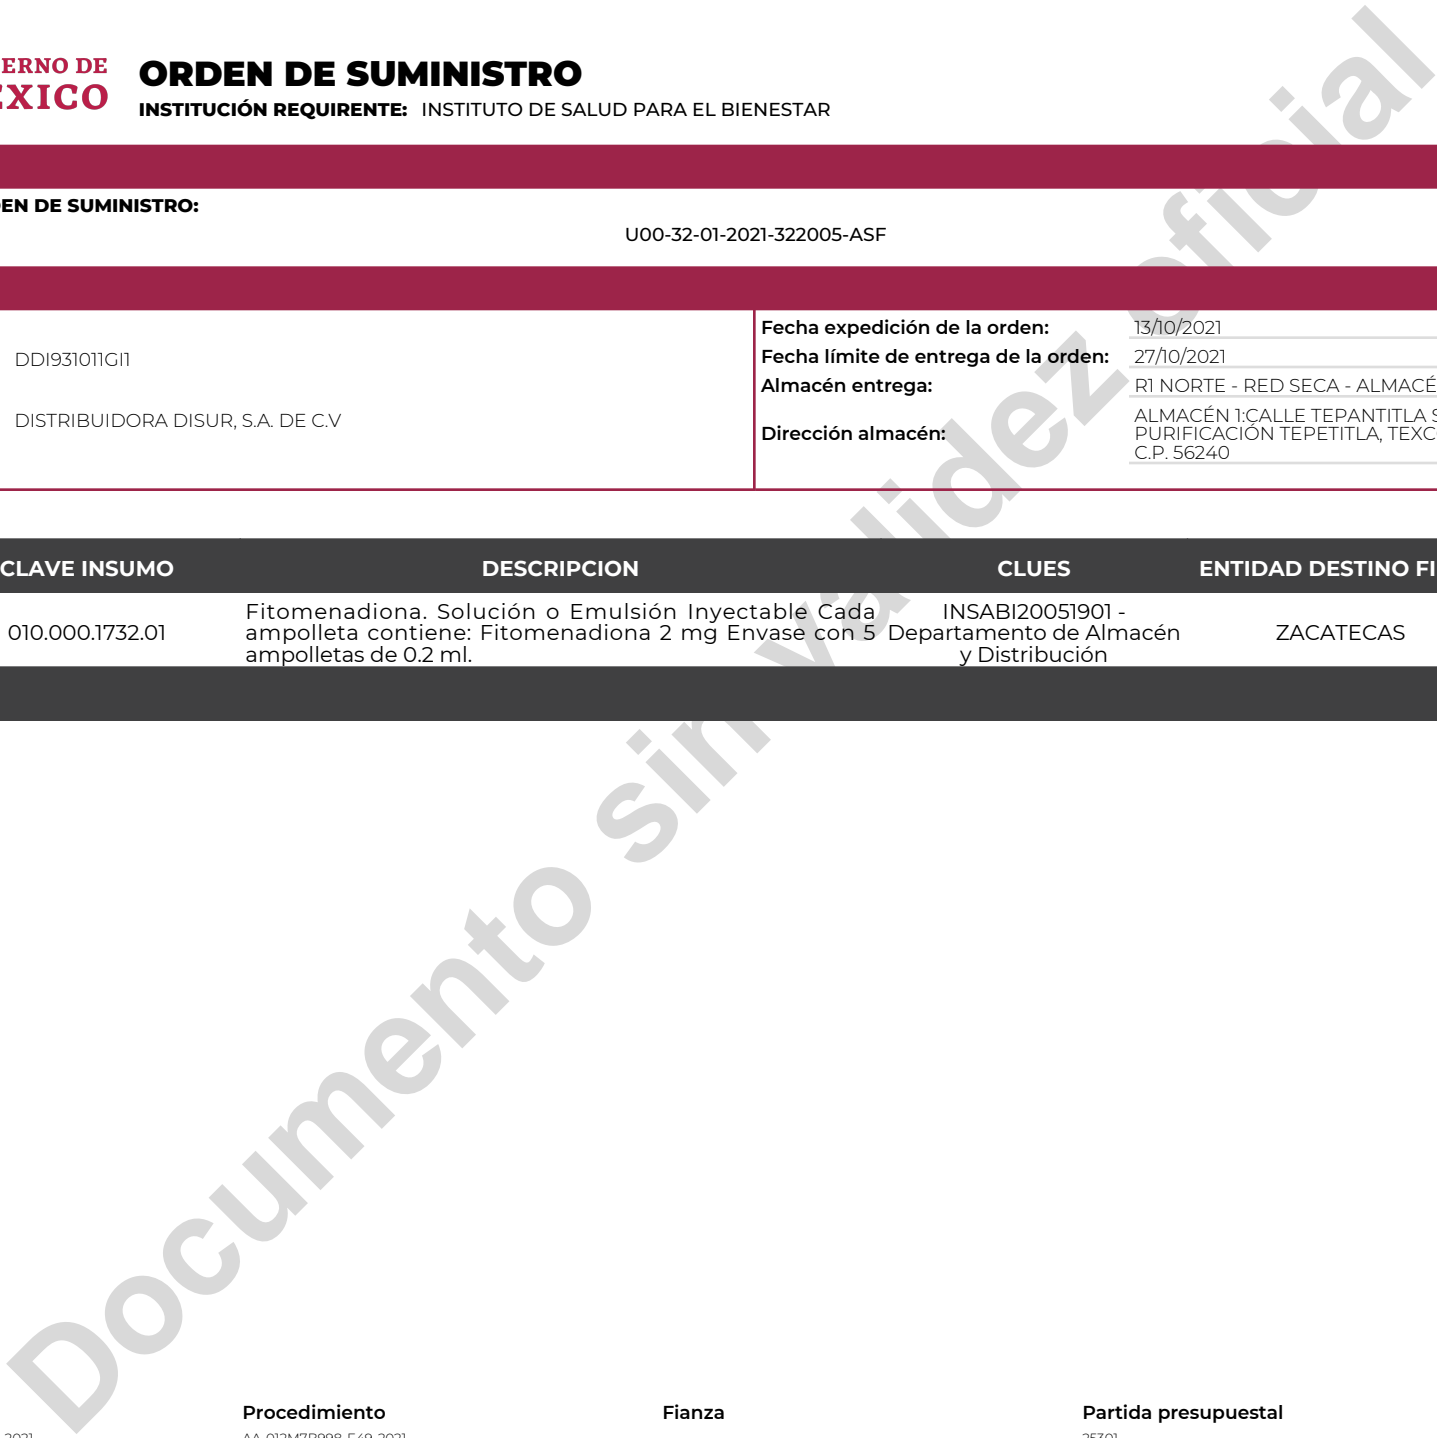 ERNO DE
EXICO
ORDEN DE SUMINISTRO
INSTITUCIÓN REQUIRENTE: INSTITUTO DE SALUD PARA EL BIENESTAR
EN DE SUMINISTRO:
U00-32-01-2021-322005-ASF
DDI931011GI1
DISTRIBUIDORA DISUR, S.A. DE C.V
Fecha expedición de la orden: 13/10/2021
Fecha límite de entrega de la orden: 27/10/2021
Almacén entrega: R1 NORTE - RED SECA - ALMACÉ
Dirección almacén:
ALMACÉN 1:CALLE TEPANTITLA S
PURIFICACIÓN TEPETITLA, TEXC
C.P. 56240
CLAVE INSUMO DESCRIPCION CLUES ENTIDAD DESTINO FI
010.000.1732.01
Fitomenadiona. Solución o Emulsión Inyectable Cada
ampolleta contiene: Fitomenadiona 2 mg Envase con 5
ampolletas de 0.2 ml.
INSABI20051901 -
Departamento de Almacén
y Distribución
ZACATECAS
Documento sin validez oficial
Procedimiento Fianza Partida presupuestal